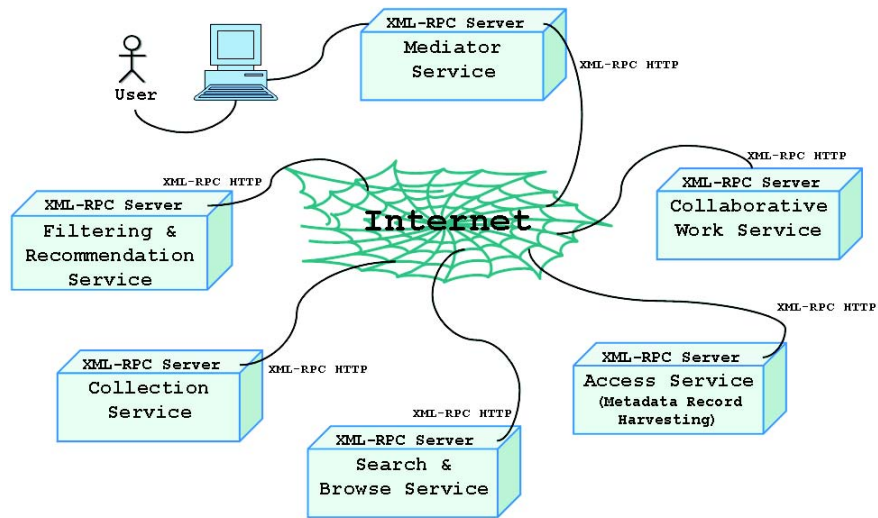 XML-RPC Server
Mediator
Service
XML-RPC HTTP
User
XML-RPC HTTP
XML-RPC Server
Filtering &
Recommendation
Service
Internet
XML-RPC HTTP
XML-RPC Server
Collaborative
Work Service
XML-RPC Server
Collection
Service
XML-RPC HTTP
XML-RPC HTTP
XML-RPC Server
Search &
Browse Service
XML-RPC HTTP
XML-RPC Server
Access Service
(Metadata Record
Harvesting)